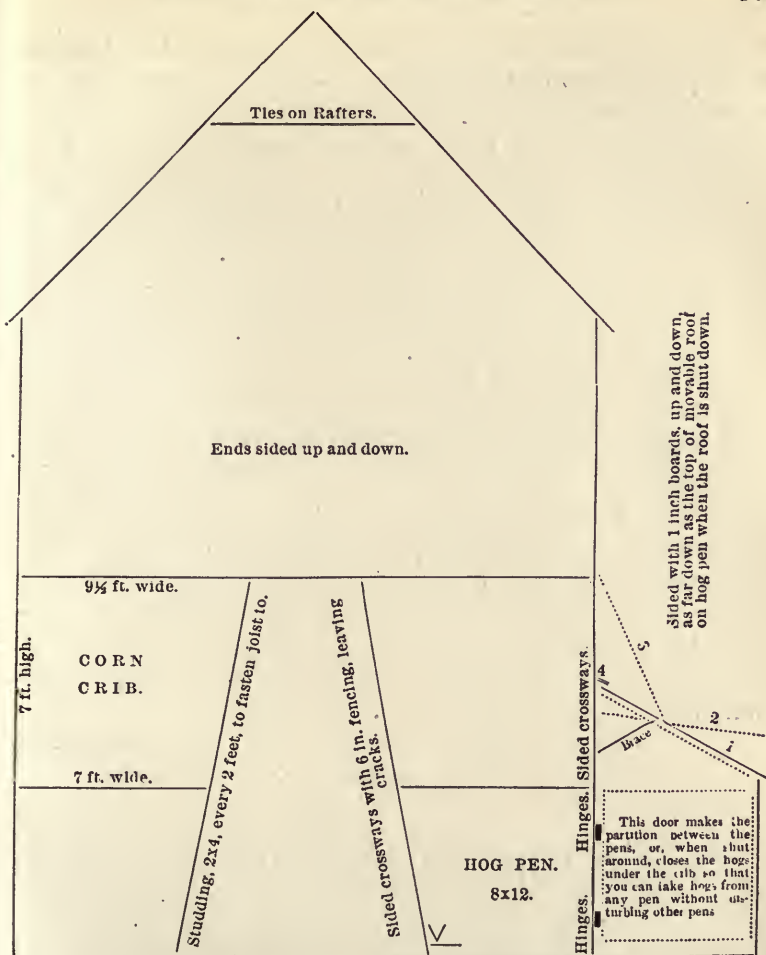 Ties on Rafters.
Ends sided up and down.
Sided with 1 inch boards, up and down,
as far down as the top of movable roof
on hog pen when the roof is shut down.
9½ ft. wide.
7 ft. high.
CORN
CRIB.
7 ft. wide.
Studding, 2x4, every 2 feet, to fasten joist to.
Sided crossways with 6 in. fencing, leaving
cracks.
HOG PEN.
8x12.
Sided crossways.
Hinges.
Hinges.
4
2
1
Brace
This door makes the
partition between the
pens, or, when shut
around, closes the hogs
under the crib so that
you can take hogs from
any pen without dis-
turbing other pens